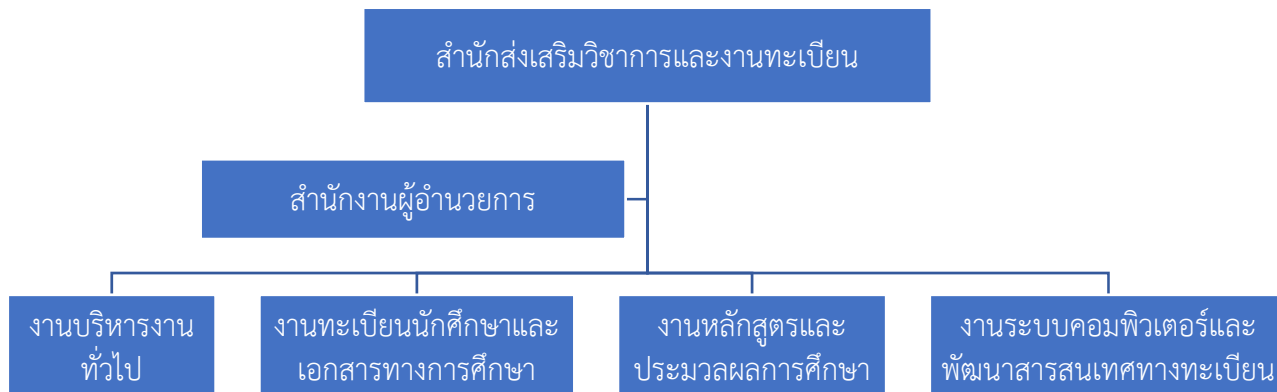 สำนักส่งเสริมวิชาการและงานทะเบียน
สำนักงานผู้อำนวยการ
งานบริหารงาน
ทั่วไป
งานทะเบียนนักศึกษาและ
เอกสารทางการศึกษา
งานหลักสูตรและ
ประมวลผลการศึกษา
งานระบบคอมพิวเตอร์และ
พัฒนาสารสนเทศทางทะเบียน